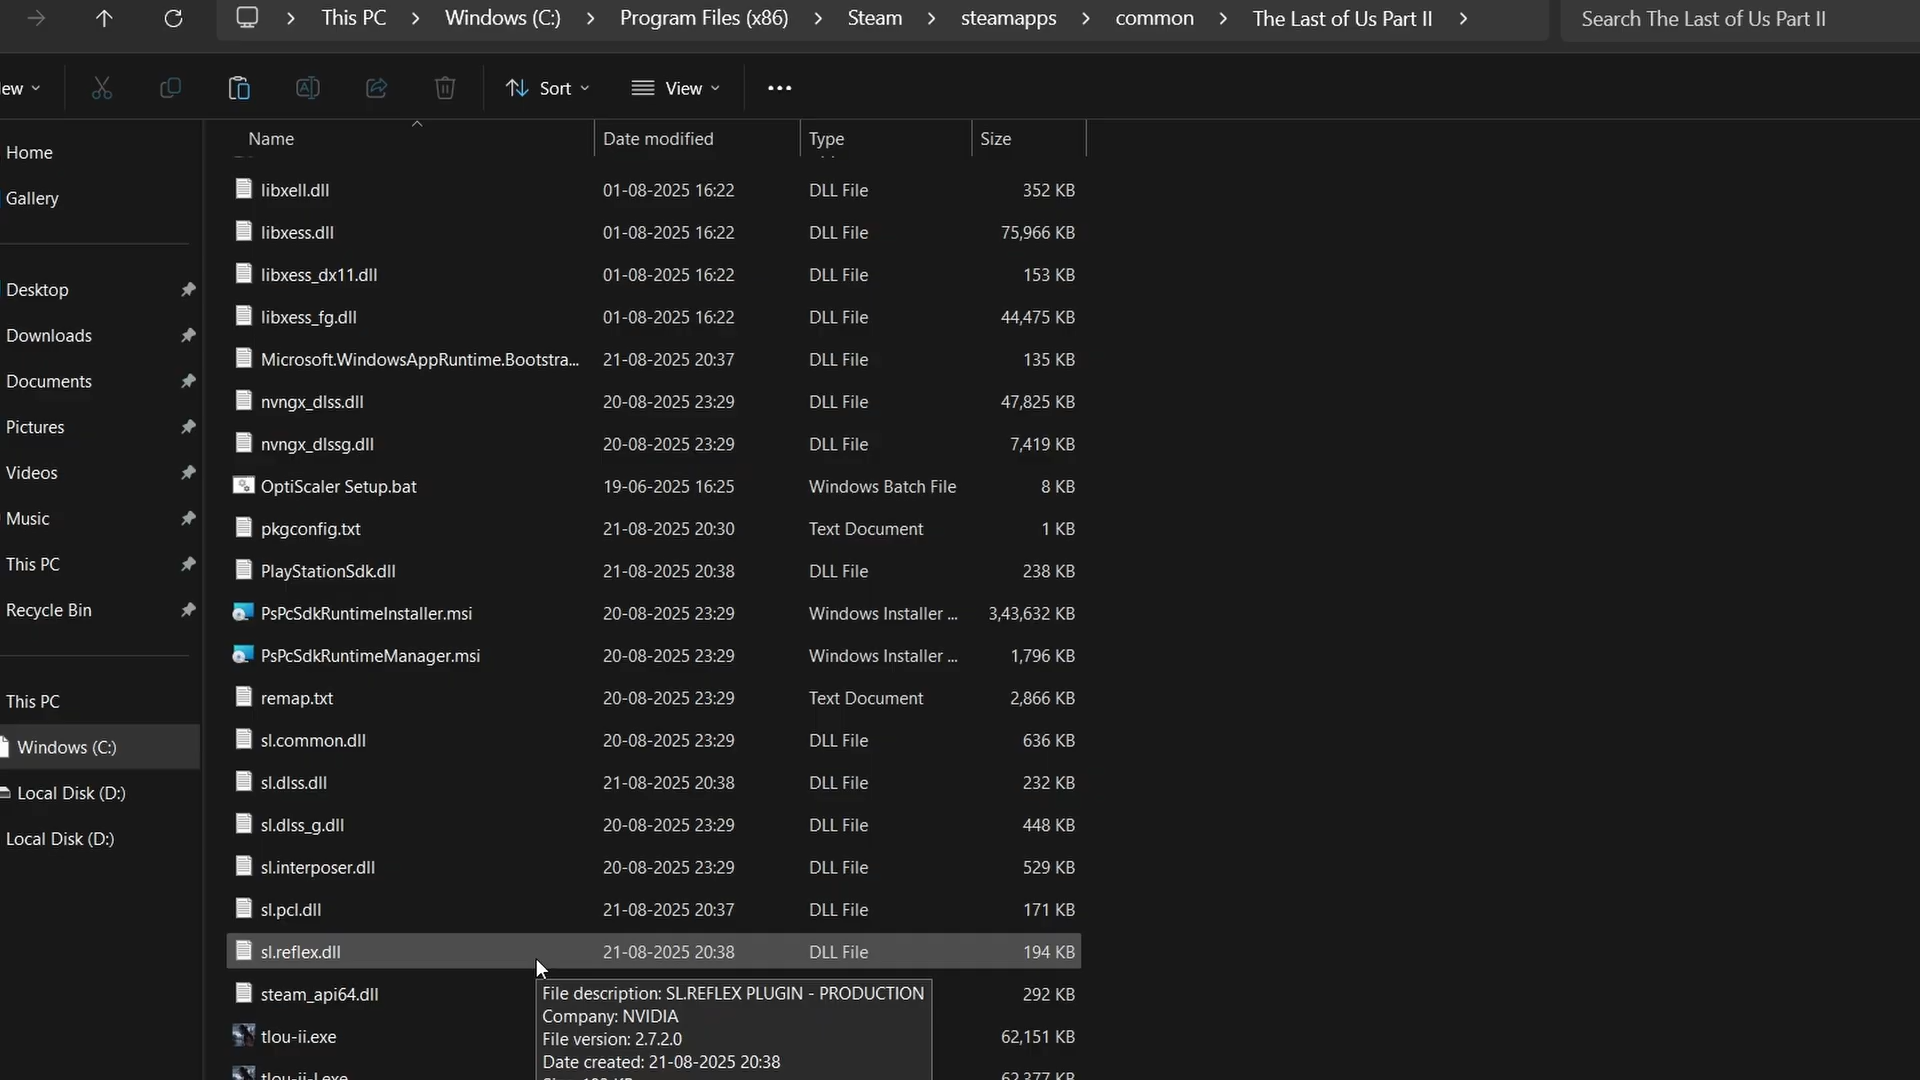 This PC > Windows (C:) > Program Files (x86) > Steam > steamapps > common > The Last of Us Part II >
Search The Last of Us Part II
ew
Sort
View
Name
Date modified
Type
Size
Home
Gallery
Desktop
Downloads
Documents
Pictures
Videos
Music
This PC
Recycle Bin
This PC
Windows (C:)
Local Disk (D:)
Local Disk (D:)
libxell.dll 01-08-2025 16:22 DLL File 352 KB
libxess.dll 01-08-2025 16:22 DLL File 75,966 KB
libxess_dx11.dll 01-08-2025 16:22 DLL File 153 KB
libxess_fg.dll 01-08-2025 16:22 DLL File 44,475 KB
Microsoft.WindowsAppRuntime.Bootstra... 21-08-2025 20:37 DLL File 135 KB
nvngx_dlss.dll 20-08-2025 23:29 DLL File 47,825 KB
nvngx_dlssg.dll 20-08-2025 23:29 DLL File 7,419 KB
OptiScaler Setup.bat 19-06-2025 16:25 Windows Batch File 8 KB
pkgconfig.txt 21-08-2025 20:30 Text Document 1 KB
PlayStationSdk.dll 21-08-2025 20:38 DLL File 238 KB
PsPcSdkRuntimeInstaller.msi 20-08-2025 23:29 Windows Installer ... 3,43,632 KB
PsPcSdkRuntimeManager.msi 20-08-2025 23:29 Windows Installer ... 1,796 KB
remap.txt 20-08-2025 23:29 Text Document 2,866 KB
sl.common.dll 20-08-2025 23:29 DLL File 636 KB
sl.dlss.dll 21-08-2025 20:38 DLL File 232 KB
sl.dlss_g.dll 20-08-2025 23:29 DLL File 448 KB
sl.interposer.dll 20-08-2025 23:29 DLL File 529 KB
sl.pcl.dll 21-08-2025 20:37 DLL File 171 KB
sl.reflex.dll 21-08-2025 20:38 DLL File 194 KB
steam_api64.dll 292 KB
tlou-ii.exe 62,151 KB
tlou-ii-l.exe 62,377 KB
File description: SL.REFLEX PLUGIN - PRODUCTION
Company: NVIDIA
File version: 2.7.2.0
Date created: 21-08-2025 20:38